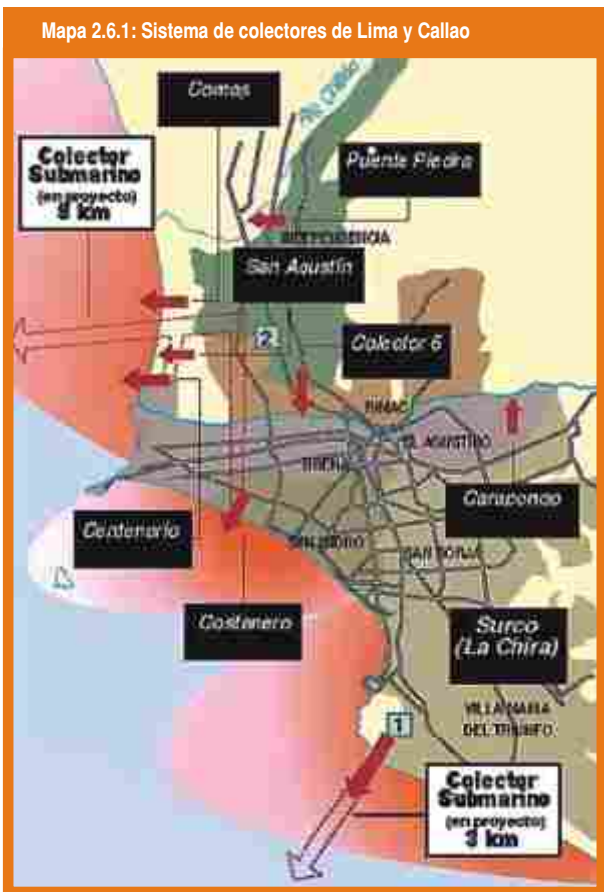 Mapa 2.6.1: Sistema de colectores de Lima y Callao
Comas
Río Chillón
Colector
Submarino
(en proyecto)
8 km
Puente Piedra
INDEPENDENCIA
San Agustín
2
Colector 6
RIMAC
EL AGUSTINO
BREÑA
Carapongo
Centenario
SAN ISIDRO
SAN BORJA
Costanero
Surco
(La Chira)
VILLA MARIA
DEL TRIUNFO
1
Colector
Submarino
(en proyecto)
3 km